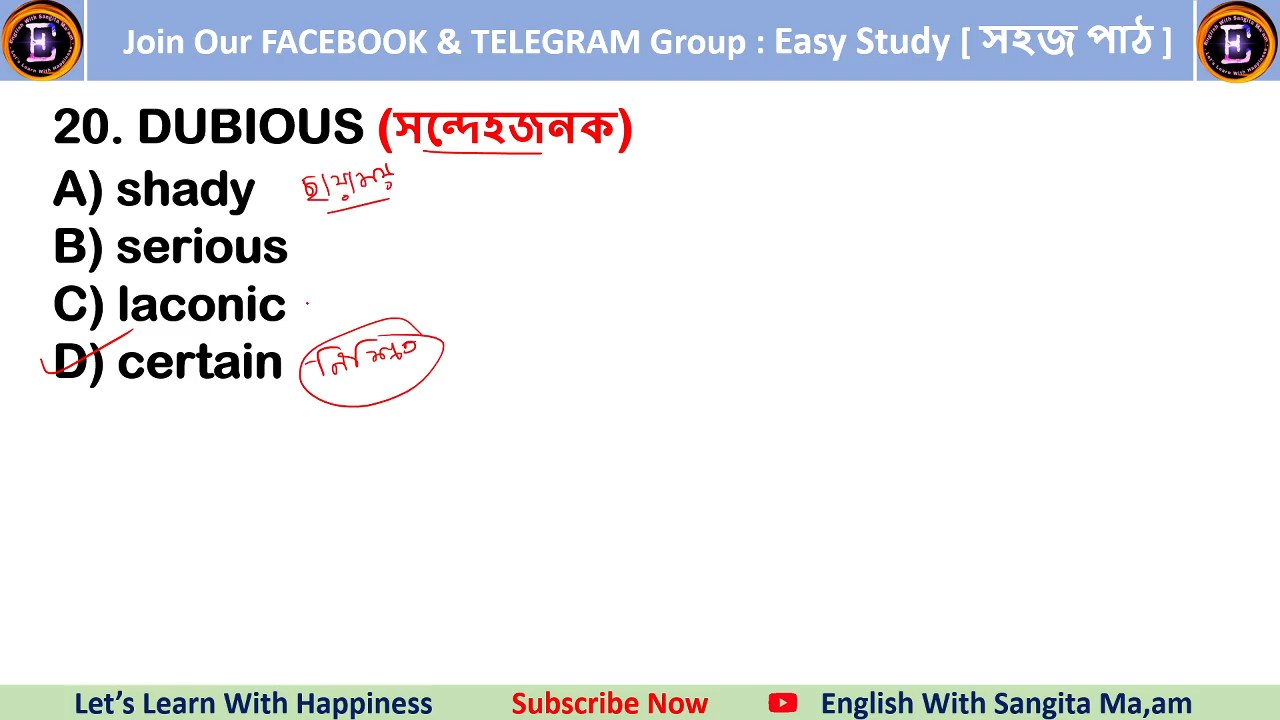 Join Our FACEBOOK & TELEGRAM Group : Easy Study [ সহজ পাঠ ]
20. DUBIOUS (সন্দেহজনক)
A) shady ছায়াময়
B) serious
C) laconic
D) certain নিশ্চিত
Let's Learn With Happiness Subscribe Now English With Sangita Ma,am